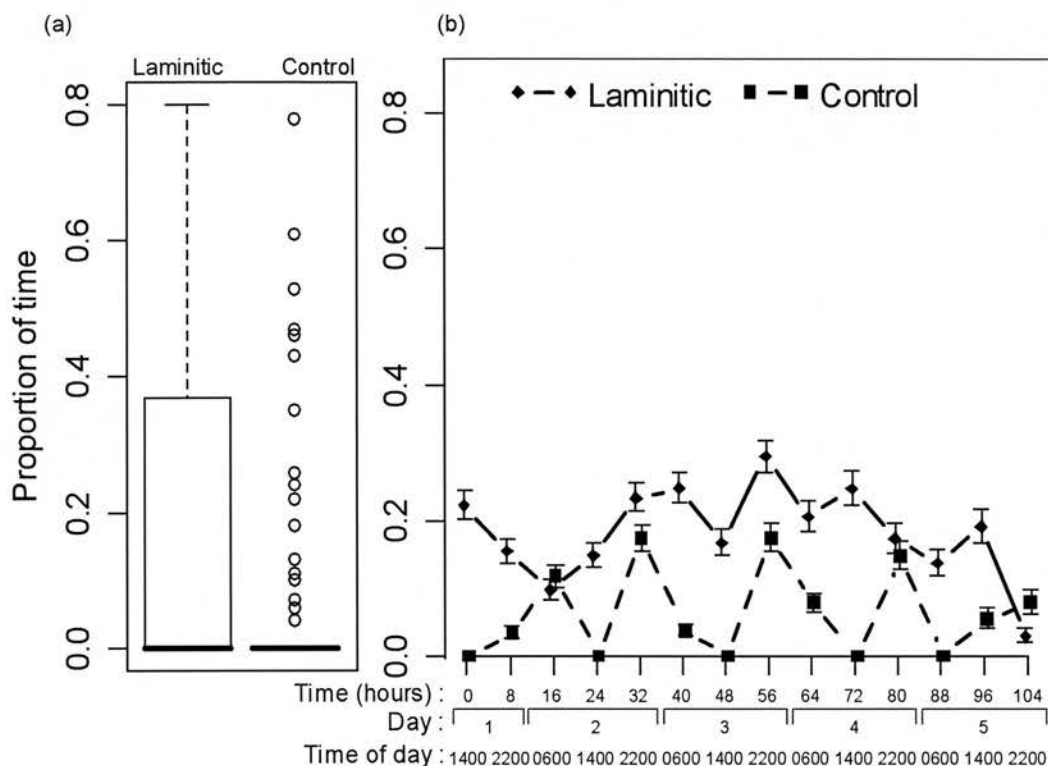 (a) (b)
Laminitic Control
Laminitic Control
Proportion of time
0.8 0.8
0.6 0.6
0.4 0.4
0.2 0.2
0.0 0.0
Time (hours) : 0 8 16 24 32 40 48 56 64 72 80 88 96 104
Day : 1 2 3 4 5
Time of day : 1400 2200 0600 1400 2200 0600 1400 2200 0600 1400 2200 0600 1400 2200